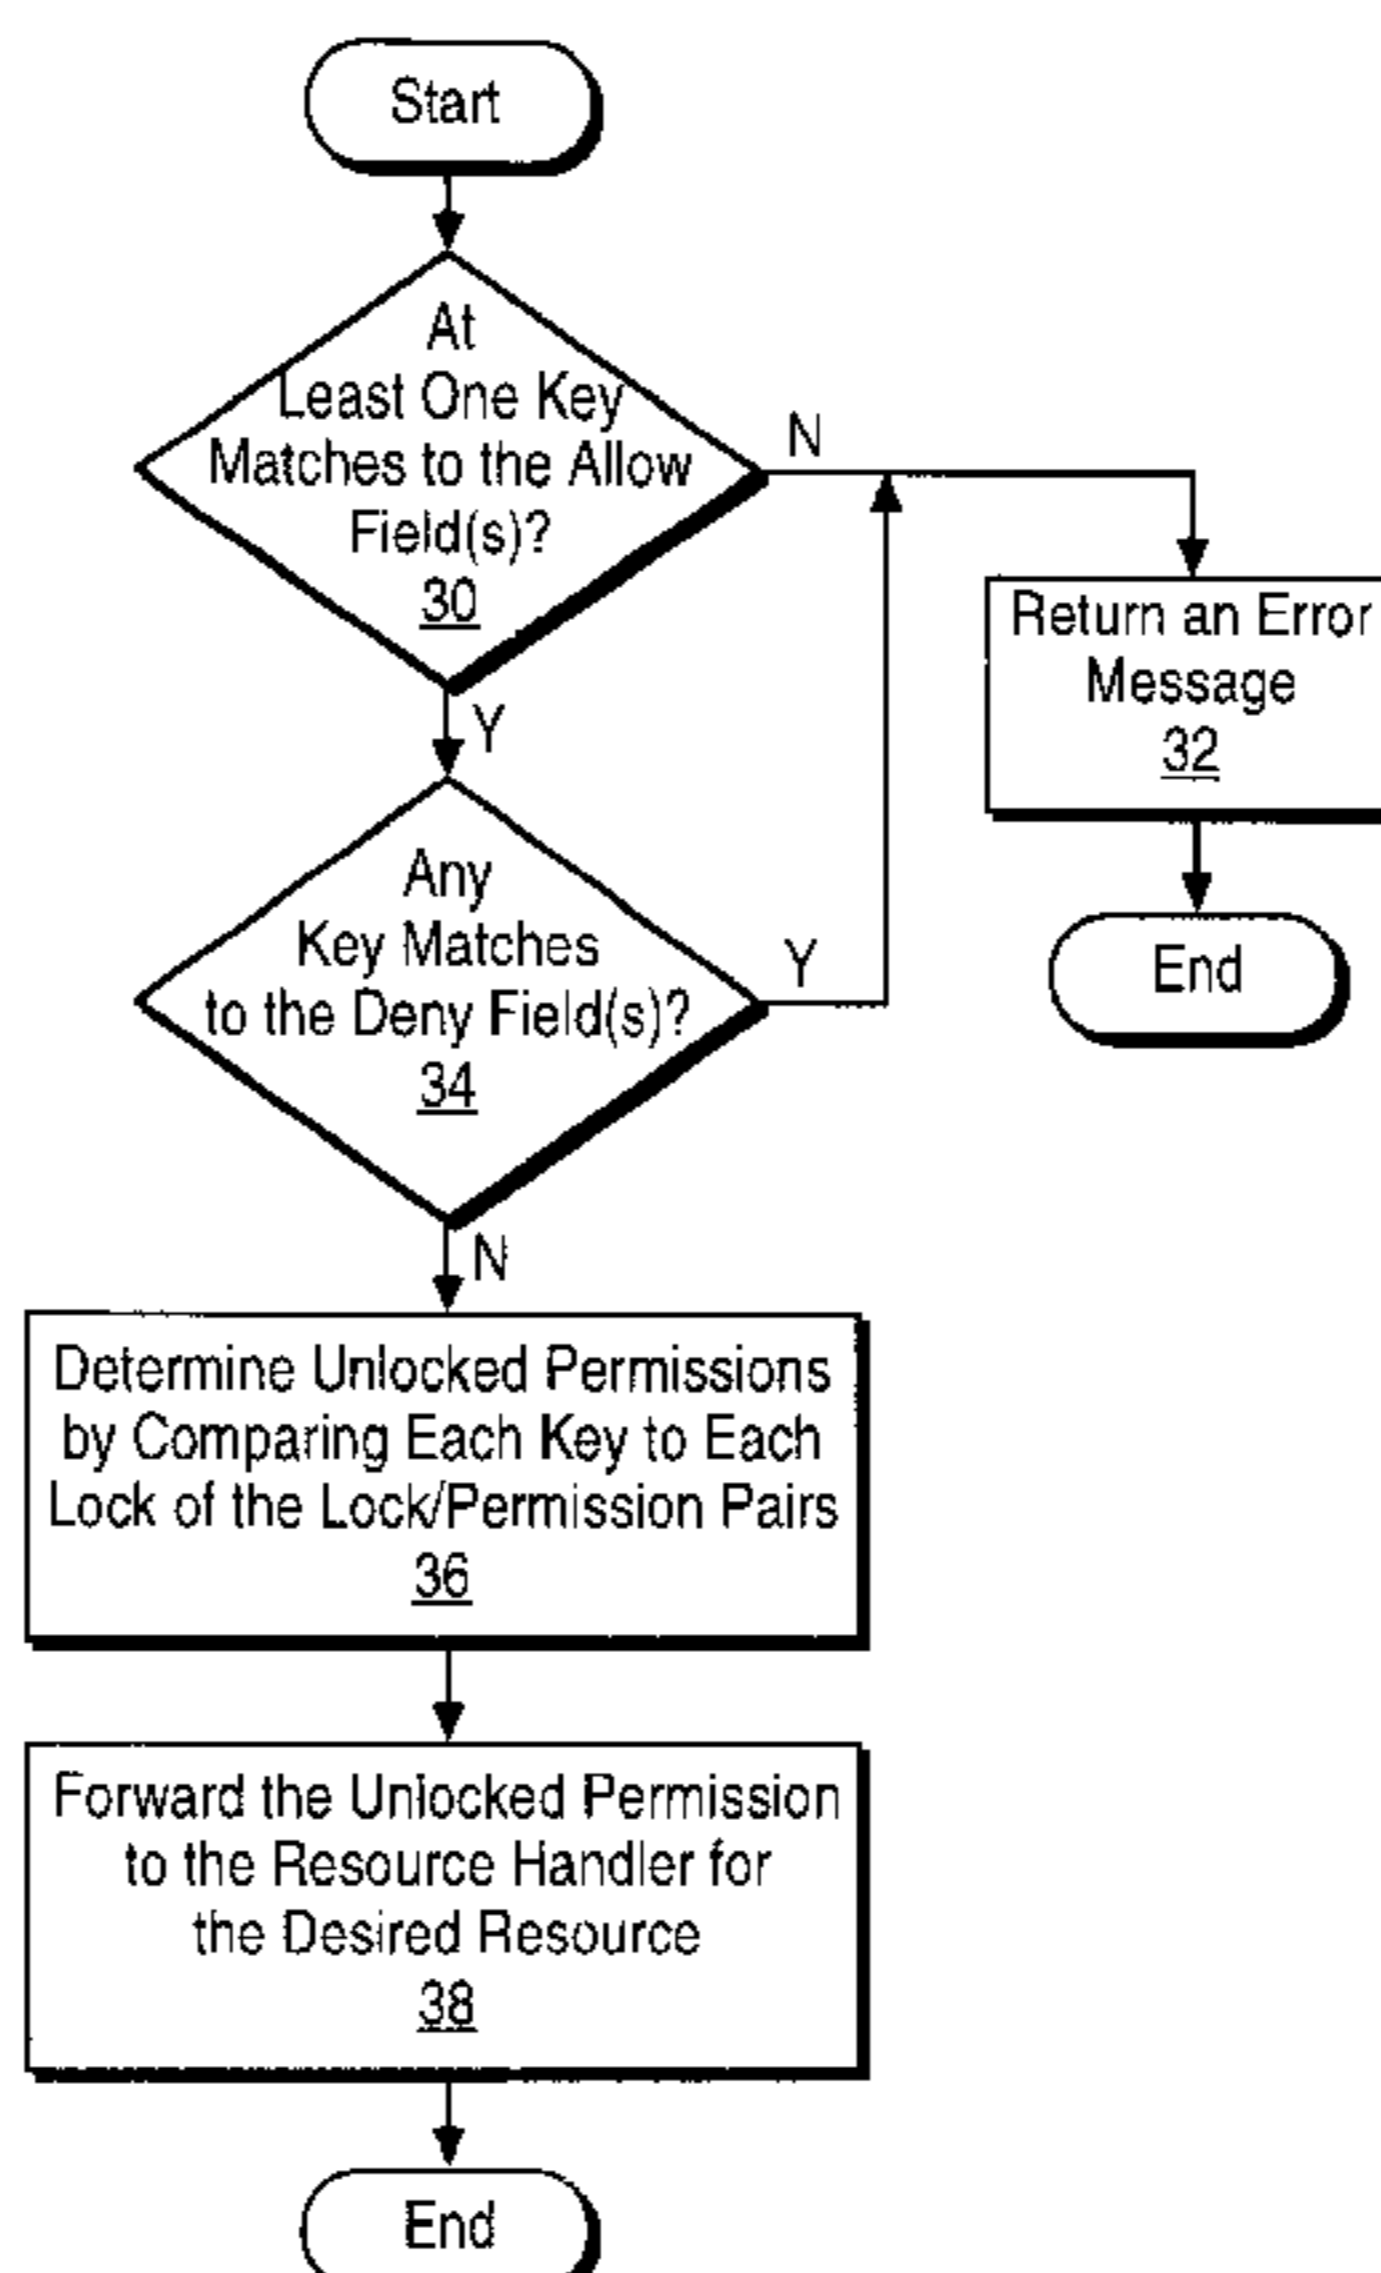 Start
At
Least One Key
Matches to the Allow
Field(s)?
30
N
Return an Error
Message
32
End
Y
Any
Key Matches
to the Deny Field(s)?
34
Y
N
Determine Unlocked Permissions
by Comparing Each Key to Each
Lock of the Lock/Permission Pairs
36
Forward the Unlocked Permission
to the Resource Handler for
the Desired Resource
38
End